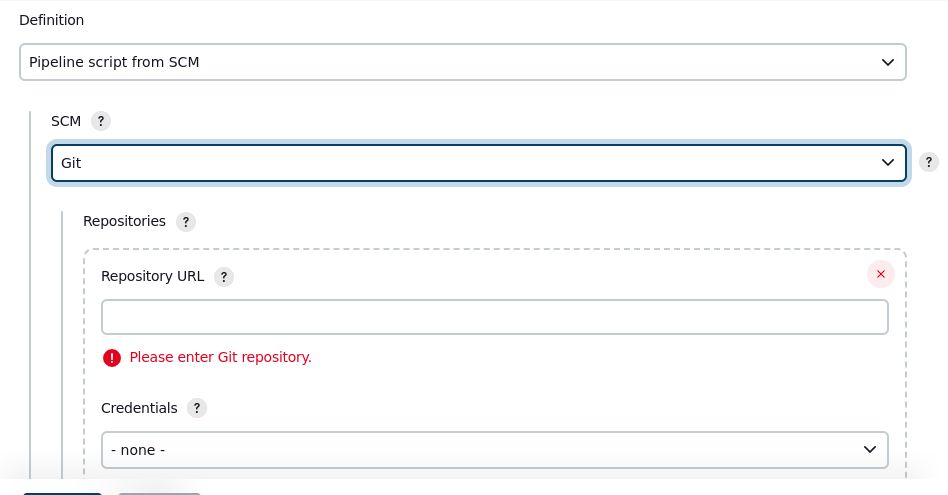 Definition
Pipeline script from SCM
SCM ?
Git
?
Repositories ?
Repository URL ?
Please enter Git repository.
Credentials ?
- none -